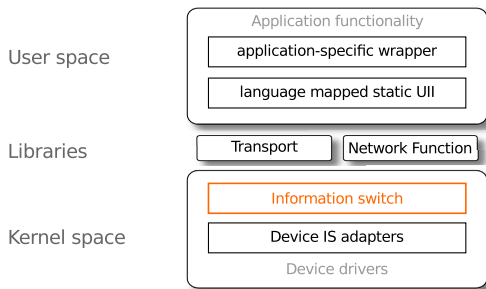 Application functionality
User space
application-specific wrapper
language mapped static UII
Libraries
Transport
Network Function
Information switch
Kernel space
Device IS adapters
Device drivers